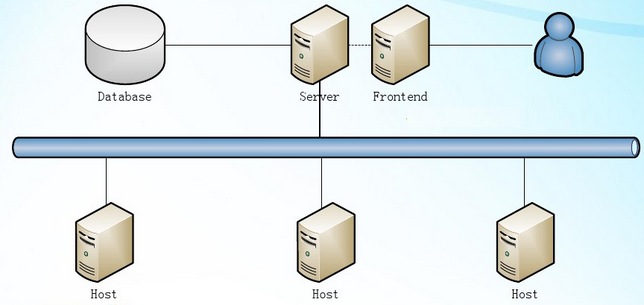 Database
Server
Frontend
Host
Host
Host